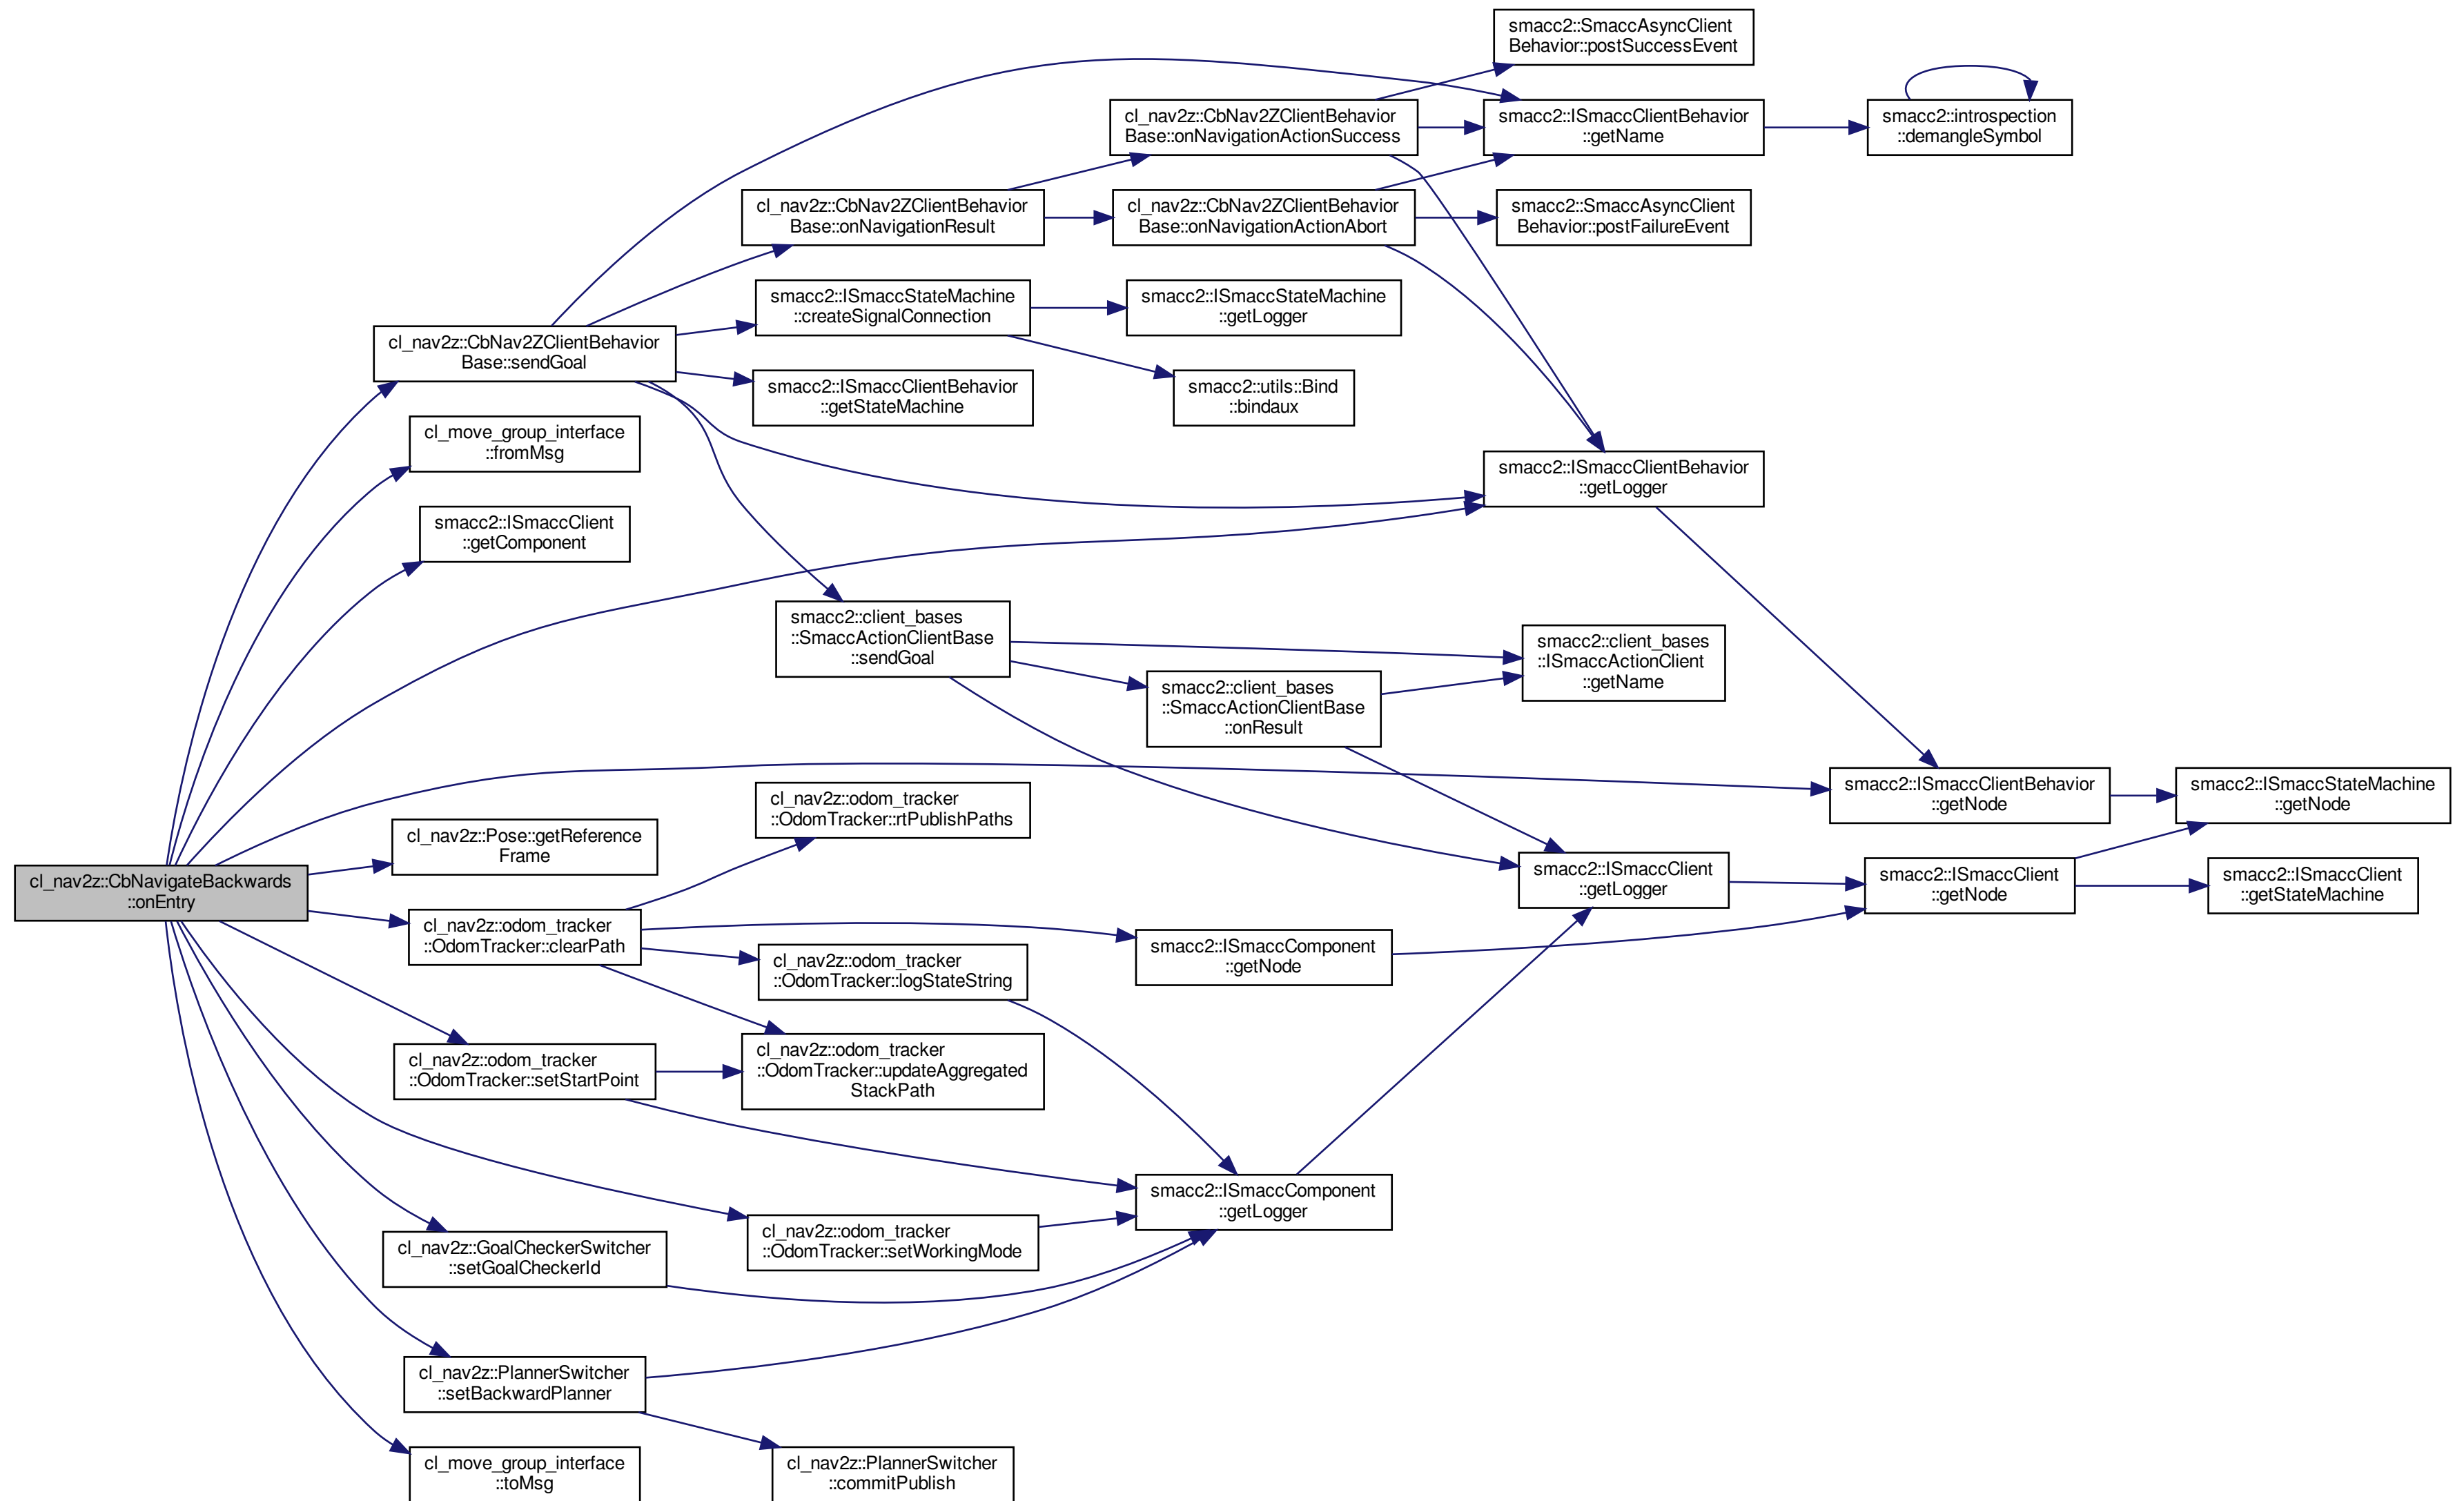 smacc2::SmaccAsyncClient
Behavior::postSuccessEvent
cl_nav2z::CbNav2ZClientBehavior
Base::onNavigationActionSuccess
smacc2::ISmaccClientBehavior
::getName
smacc2::introspection
::demangleSymbol
cl_nav2z::CbNav2ZClientBehavior
Base::onNavigationResult
cl_nav2z::CbNav2ZClientBehavior
Base::onNavigationActionAbort
smacc2::SmaccAsyncClient
Behavior::postFailureEvent
smacc2::ISmaccStateMachine
::createSignalConnection
smacc2::ISmaccStateMachine
::getLogger
cl_nav2z::CbNav2ZClientBehavior
Base::sendGoal
smacc2::ISmaccClientBehavior
::getStateMachine
smacc2::utils::Bind
::bindaux
cl_move_group_interface
::fromMsg
smacc2::ISmaccClientBehavior
::getLogger
smacc2::ISmaccClient
::getComponent
smacc2::client_bases
::SmaccActionClientBase
::sendGoal
smacc2::client_bases
::ISmaccActionClient
::getName
smacc2::client_bases
::SmaccActionClientBase
::onResult
smacc2::ISmaccClientBehavior
::getNode
smacc2::ISmaccStateMachine
::getNode
cl_nav2z::odom_tracker
::OdomTracker::rtPublishPaths
cl_nav2z::Pose::getReference
Frame
cl_nav2z::CbNavigateBackwards
::onEntry
smacc2::ISmaccClient
::getLogger
smacc2::ISmaccClient
::getNode
smacc2::ISmaccClient
::getStateMachine
cl_nav2z::odom_tracker
::OdomTracker::clearPath
smacc2::ISmaccComponent
::getNode
cl_nav2z::odom_tracker
::OdomTracker::logStateString
cl_nav2z::odom_tracker
::OdomTracker::setStartPoint
cl_nav2z::odom_tracker
::OdomTracker::updateAggregated
StackPath
smacc2::ISmaccComponent
::getLogger
cl_nav2z::odom_tracker
::OdomTracker::setWorkingMode
cl_nav2z::GoalCheckerSwitcher
::setGoalCheckerId
cl_nav2z::PlannerSwitcher
::setBackwardPlanner
cl_move_group_interface
::toMsg
cl_nav2z::PlannerSwitcher
::commitPublish